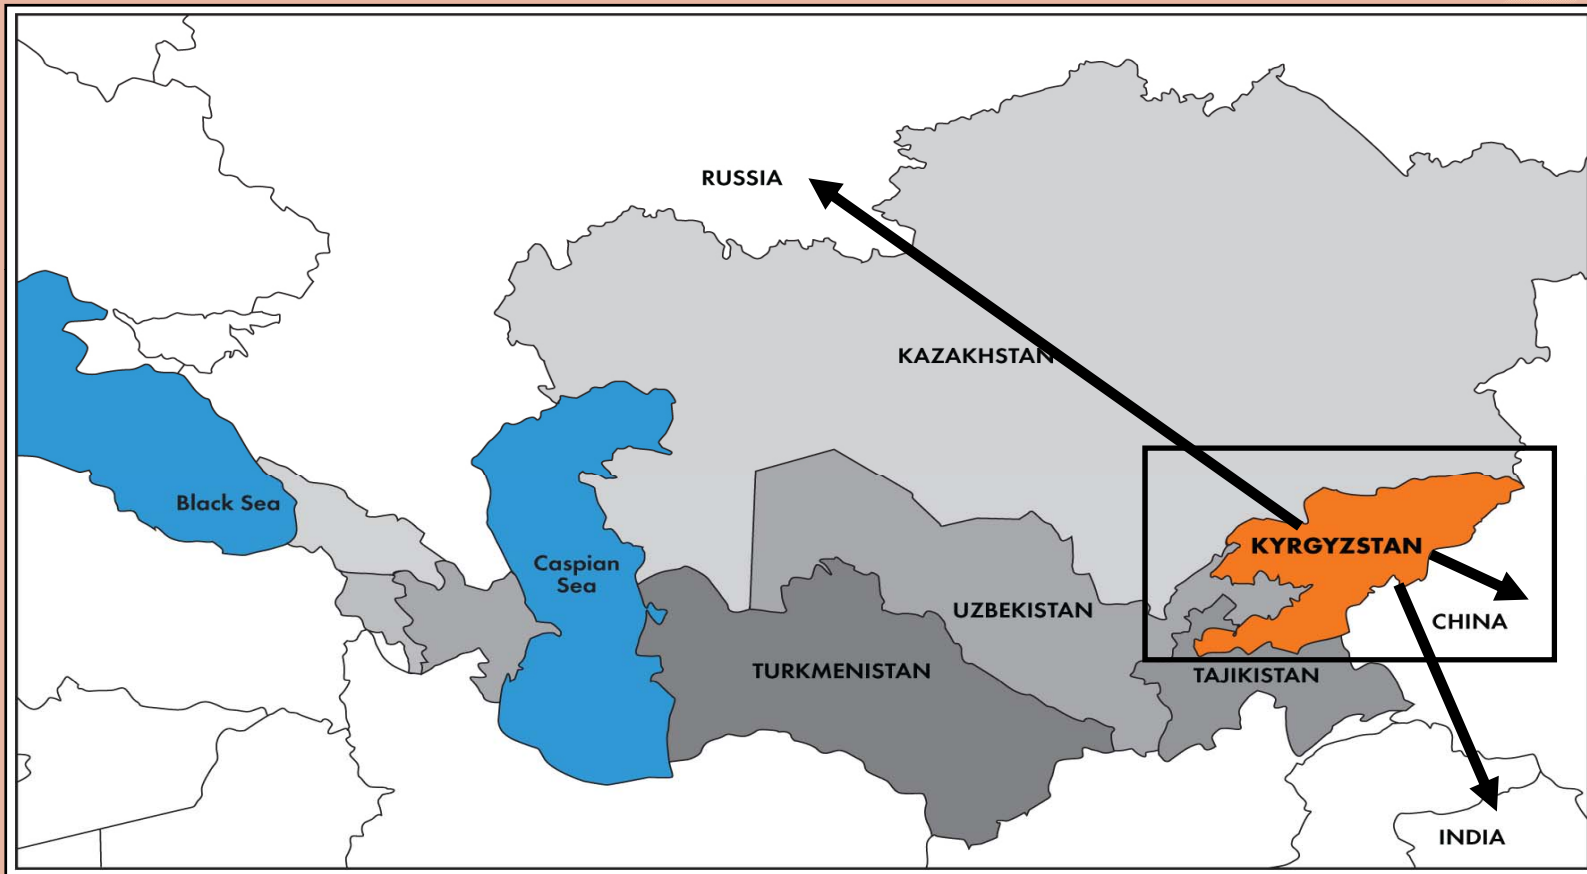 RUSSIA
KAZAKHSTAN
Black Sea
KYRGYZSTAN
Caspian
Sea
UZBEKISTAN
CHINA
TURKMENISTAN
TAJIKISTAN
INDIA